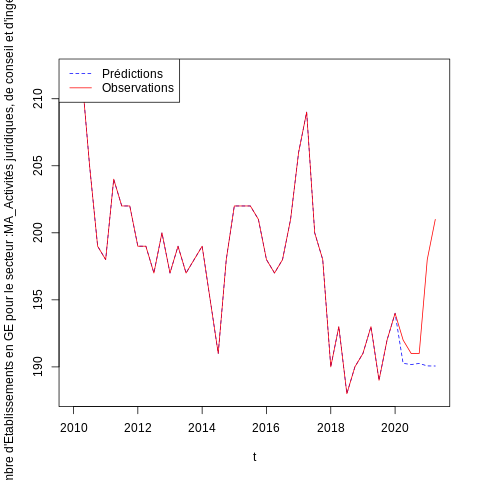 mbre d'Etablissements en GE pour le secteur :MA_Activités juridiques, de conseil et d'ingé
Prédictions
Observations
210
205
200
195
190
2010 2012 2014 2016 2018 2020
t